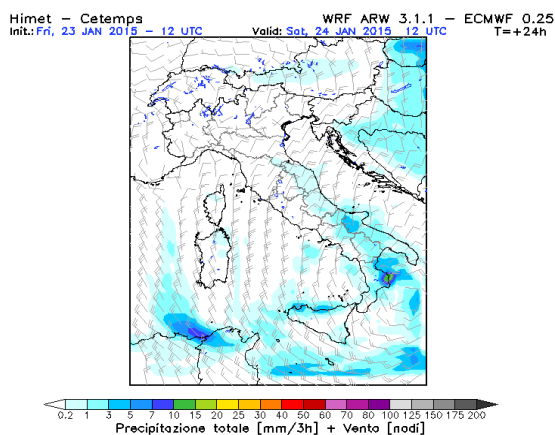 Himet – Cetemps WRF ARW 3.1.1 – ECMWF 0.25
Init.: Fri, 23 JAN 2015 – 12 UTC Valid: Sat, 24 JAN 2015 12 UTC T=+24h
0.2 1 3 5 7 10 15 20 25 30 40 50 60 70 80 100 125 150 175 200
Precipitazione totale [mm/3h] + Vento [nodi]